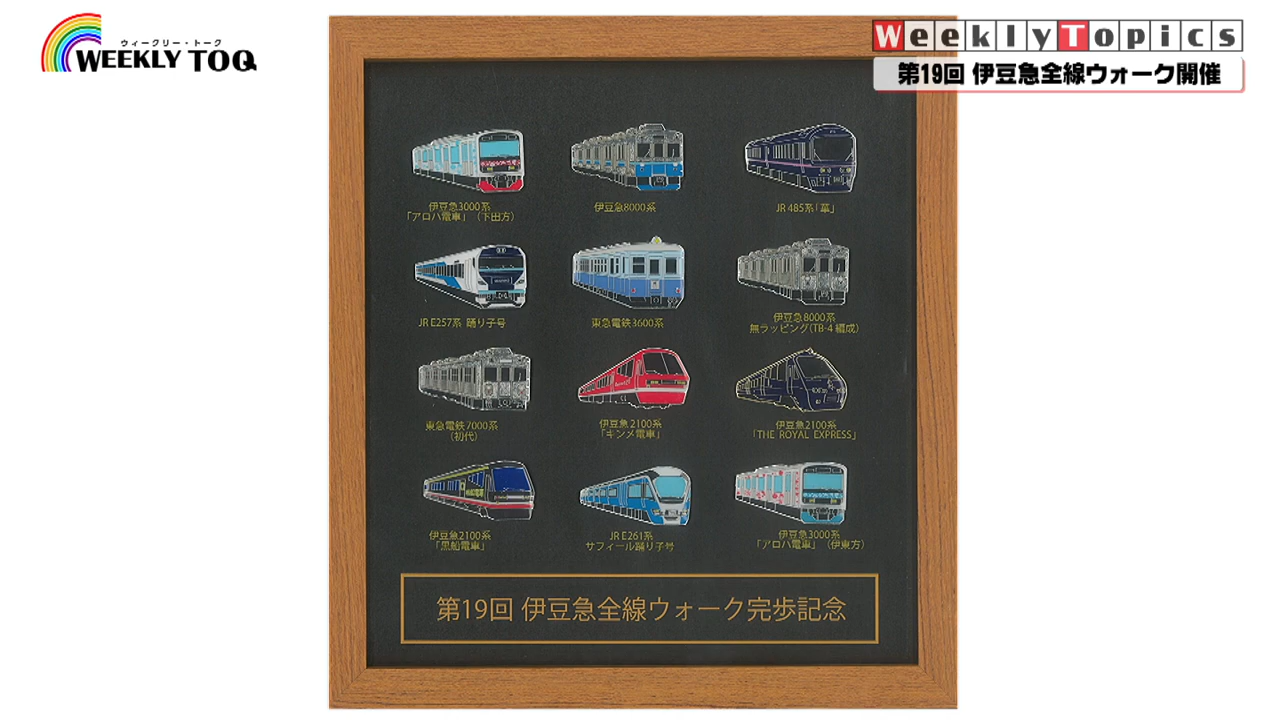 ウィークリー・トーク
WEEKLY TOQ
Weekly Topics
第19回 伊豆急全線ウォーク開催
伊豆急3000系
「アロハ電車」（下田方）
伊豆急8000系
JR 485系「華」
JR E257系 踊り子号
東急電鉄3600系
伊豆急8000系
無ラッピング(TB-4編成)
東急電鉄7000系
(初代)
伊豆急2100系
「キンメ電車」
伊豆急2100系
「THE ROYAL EXPRESS」
伊豆急2100系
「黒船電車」
JR E261系
サフィール踊り子号
伊豆急3000系
「アロハ電車」（伊東方）
第19回 伊豆急全線ウォーク完歩記念